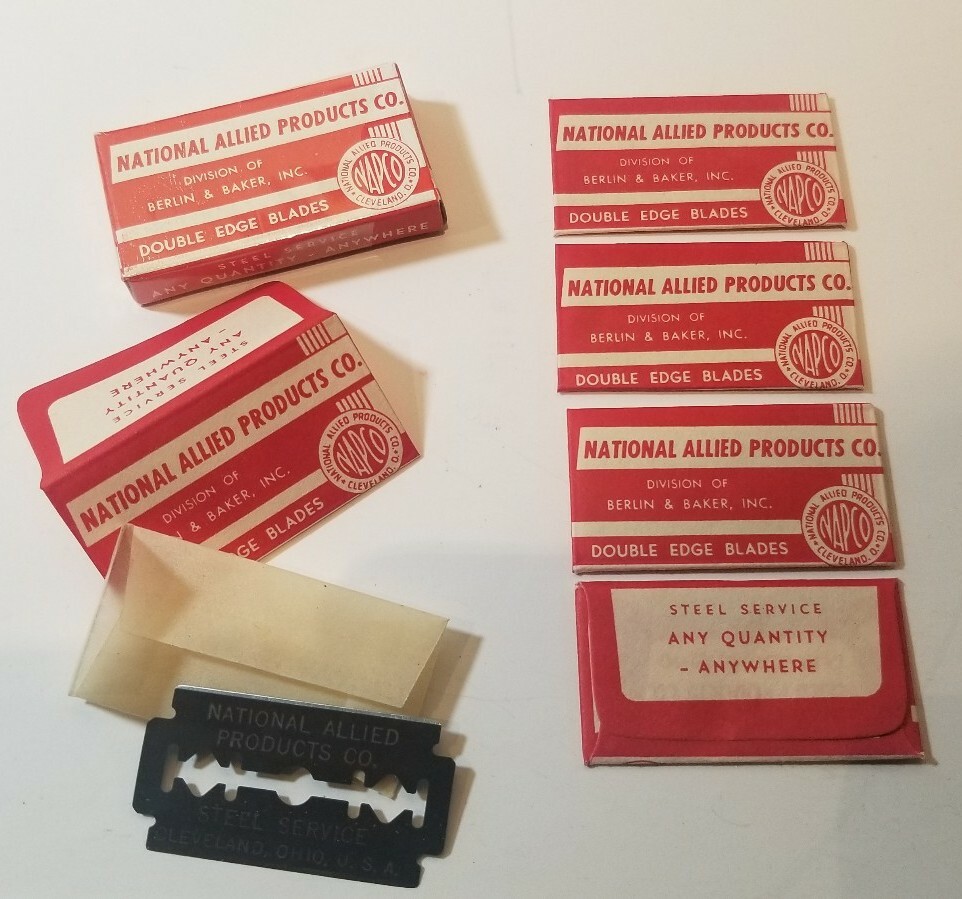 NATIONAL ALLIED PRODUCTS CO.
DIVISION OF
BERLIN & BAKER, INC.
DOUBLE EDGE BLADES
NATIONAL ALLIED PRODUCTS CO.
NAPCO
CLEVELAND, O.
STEEL SERVICE
ANY QUANTITY - ANYWHERE
STEEL SERVICE
ANY QUANTITY
- ANYWHERE
NATIONAL ALLIED PRODUCTS CO.
DIVISION OF
N & BAKER, INC.
EDGE BLADES
NATIONAL ALLIED PRODUCTS CO.
NAPCO
CLEVELAND, O.
NATIONAL ALLIED
PRODUCTS CO.
STEEL SERVICE
CLEVELAND, OHIO, U.S.A.
NATIONAL ALLIED PRODUCTS CO.
DIVISION OF
BERLIN & BAKER, INC.
DOUBLE EDGE BLADES
NATIONAL ALLIED PRODUCTS CO.
NAPCO
CLEVELAND, O.
NATIONAL ALLIED PRODUCTS CO.
DIVISION OF
BERLIN & BAKER, INC.
DOUBLE EDGE BLADES
NATIONAL ALLIED PRODUCTS CO.
NAPCO
CLEVELAND, O.
NATIONAL ALLIED PRODUCTS CO.
DIVISION OF
BERLIN & BAKER, INC.
DOUBLE EDGE BLADES
NATIONAL ALLIED PRODUCTS CO.
NAPCO
CLEVELAND, O.
STEEL SERVICE
ANY QUANTITY
- ANYWHERE